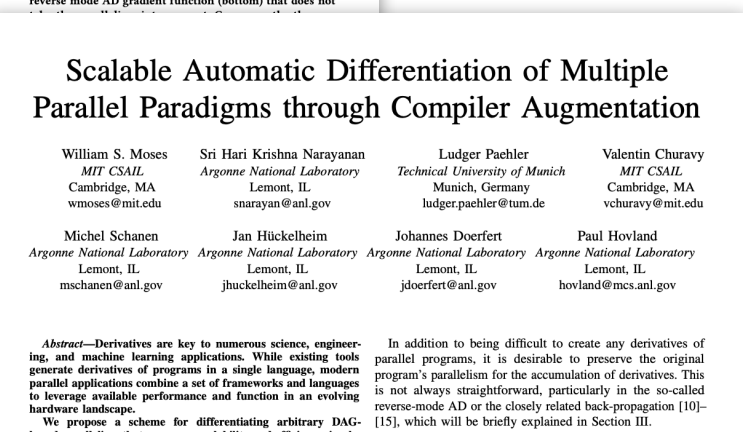 reverse mode AD gradient function (bottom) that does not
Scalable Automatic Differentiation of Multiple
Parallel Paradigms through Compiler Augmentation
William S. Moses
MIT CSAIL
Cambridge, MA
wmoses@mit.edu
Sri Hari Krishna Narayanan
Argonne National Laboratory
Lemont, IL
snarayan@anl.gov
Ludger Paehler
Technical University of Munich
Munich, Germany
ludger.paehler@tum.de
Valentin Churavy
MIT CSAIL
Cambridge, MA
vchuravy@mit.edu
Michel Schanen
Argonne National Laboratory
Lemont, IL
mschanen@anl.gov
Jan Hückelheim
Argonne National Laboratory
Lemont, IL
jhuckelheim@anl.gov
Johannes Doerfert
Argonne National Laboratory
Lemont, IL
jdoerfert@anl.gov
Paul Hovland
Argonne National Laboratory
Lemont, IL
hovland@mcs.anl.gov
Abstract—Derivatives are key to numerous science, engineer-
ing, and machine learning applications. While existing tools
generate derivatives of programs in a single language, modern
parallel applications combine a set of frameworks and languages
to leverage available performance and function in an evolving
hardware landscape.
We propose a scheme for differentiating arbitrary DAG-
In addition to being difficult to create any derivatives of
parallel programs, it is desirable to preserve the original
program's parallelism for the accumulation of derivatives. This
is not always straightforward, particularly in the so-called
reverse-mode AD or the closely related back-propagation [10]–
[15], which will be briefly explained in Section III.